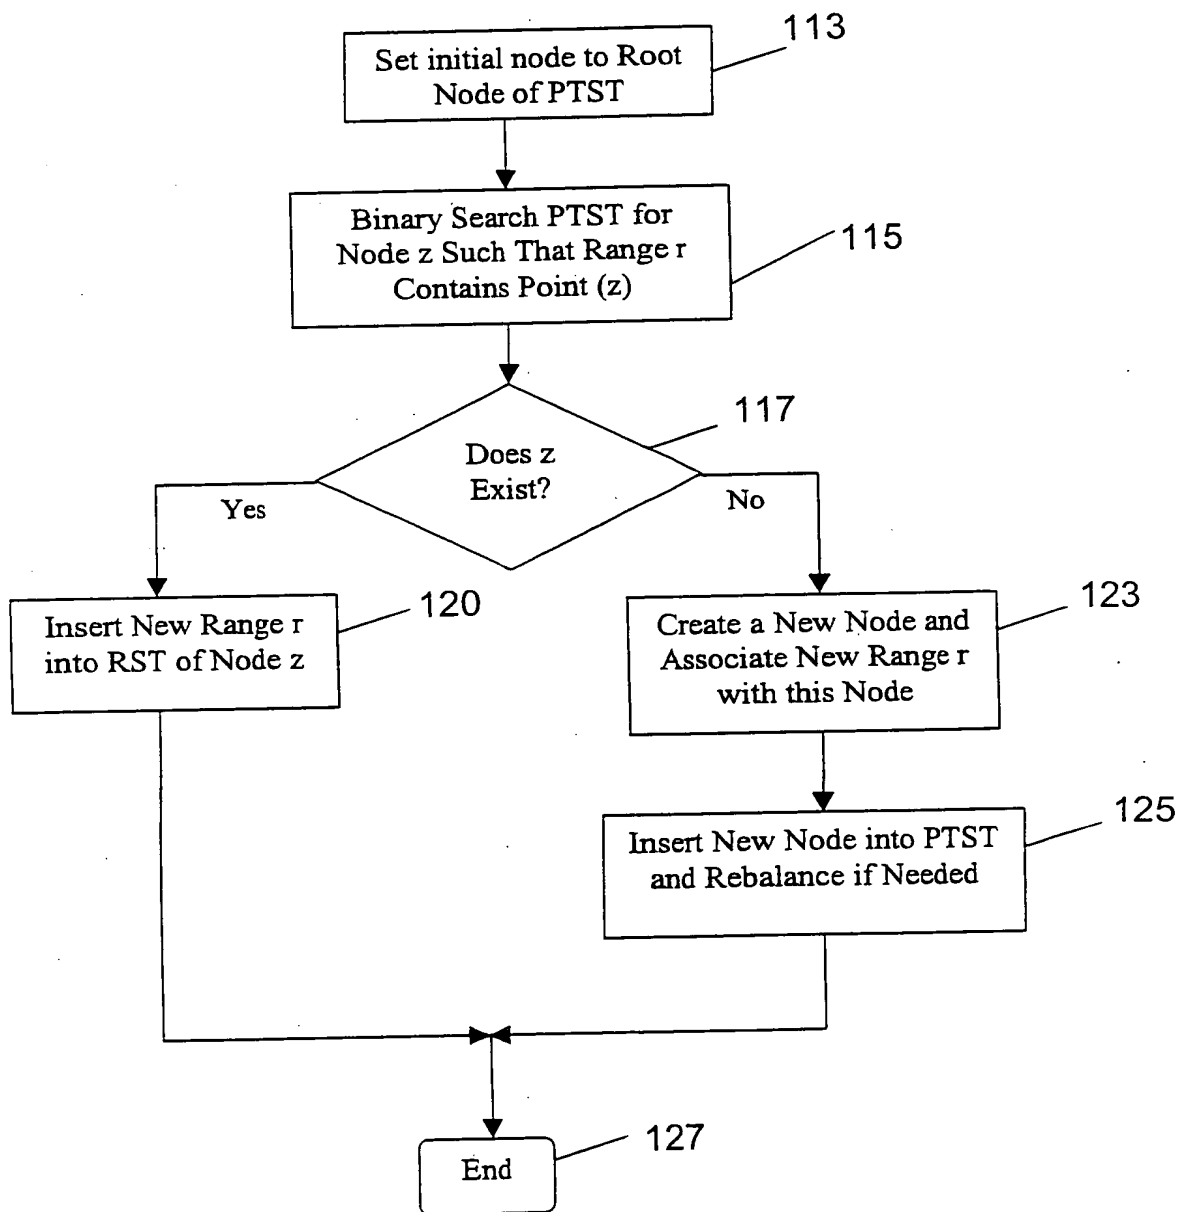 113
Set initial node to Root
Node of PTST
Binary Search PTST for
Node z Such That Range r
Contains Point (z)
115
117
Does z
Exist?
Yes
No
120
Insert New Range r
into RST of Node z
123
Create a New Node and
Associate New Range r
with this Node
125
Insert New Node into PTST
and Rebalance if Needed
127
End